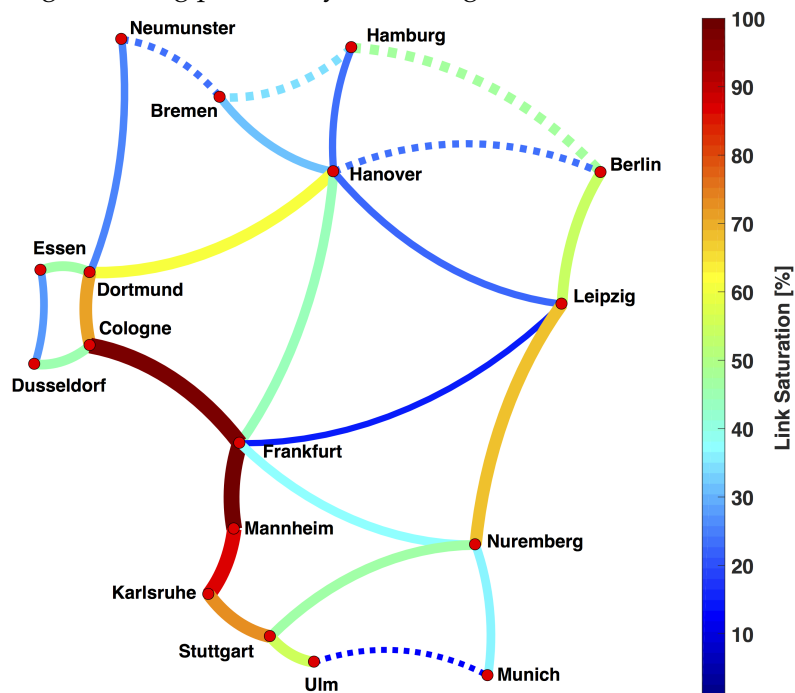 Neumunster
Hamburg
Bremen
Hanover
Berlin
Essen
Dortmund
Leipzig
Cologne
Dusseldorf
Frankfurt
Mannheim
Nuremberg
Karlsruhe
Stuttgart
Ulm
Munich
100
90
80
70
60
50
40
30
20
10
Link Saturation [%]